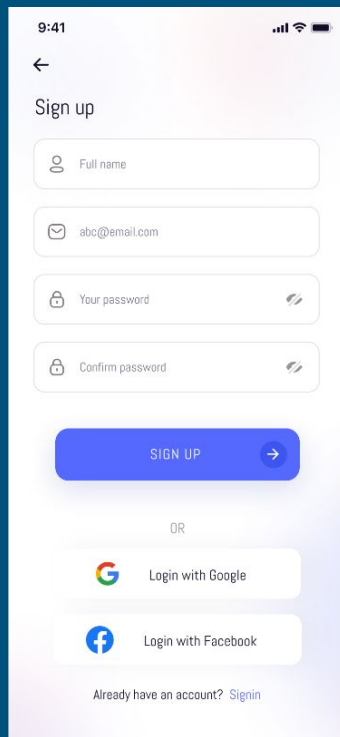 9:41
Sign up
Full name
abc@email.com
Your password
Confirm password
SIGN UP
OR
Login with Google
Login with Facebook
Already have an account? Signin